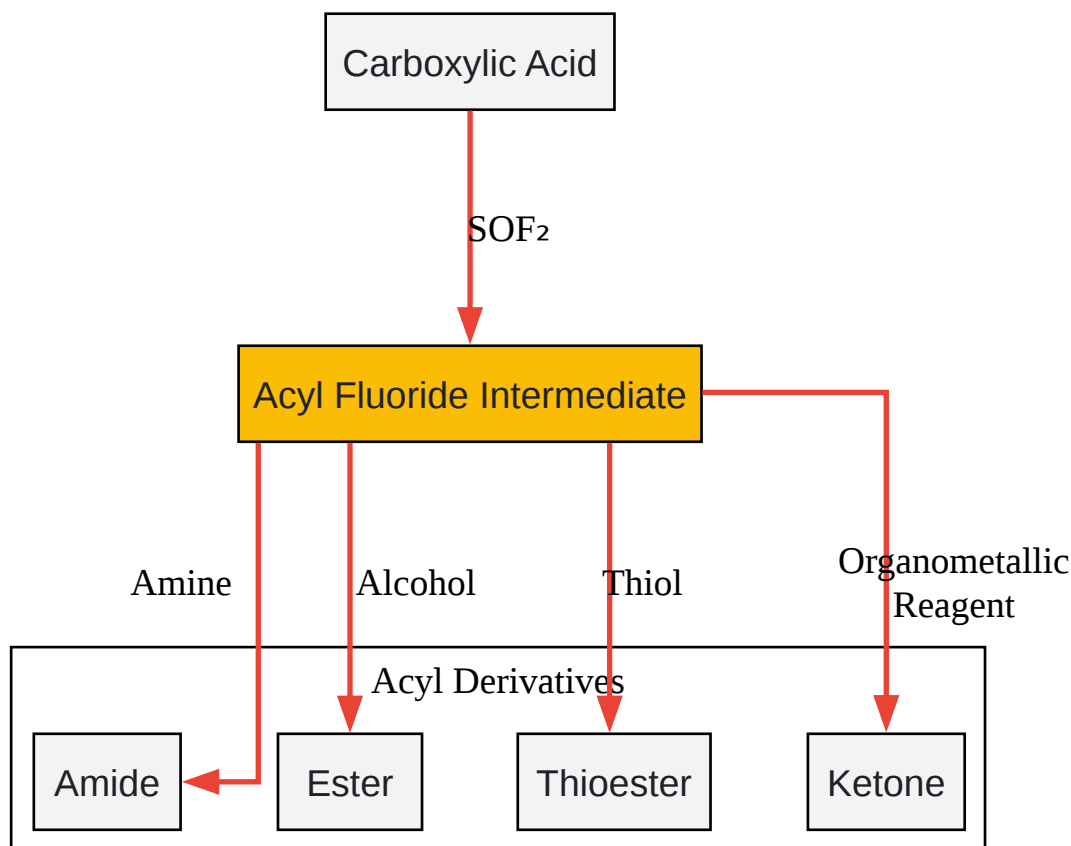 Carboxylic Acid
SOF₂
Acyl Fluoride Intermediate
Amine
Alcohol
Thiol
Organometallic
Reagent
Acyl Derivatives
Amide
Ester
Thioester
Ketone